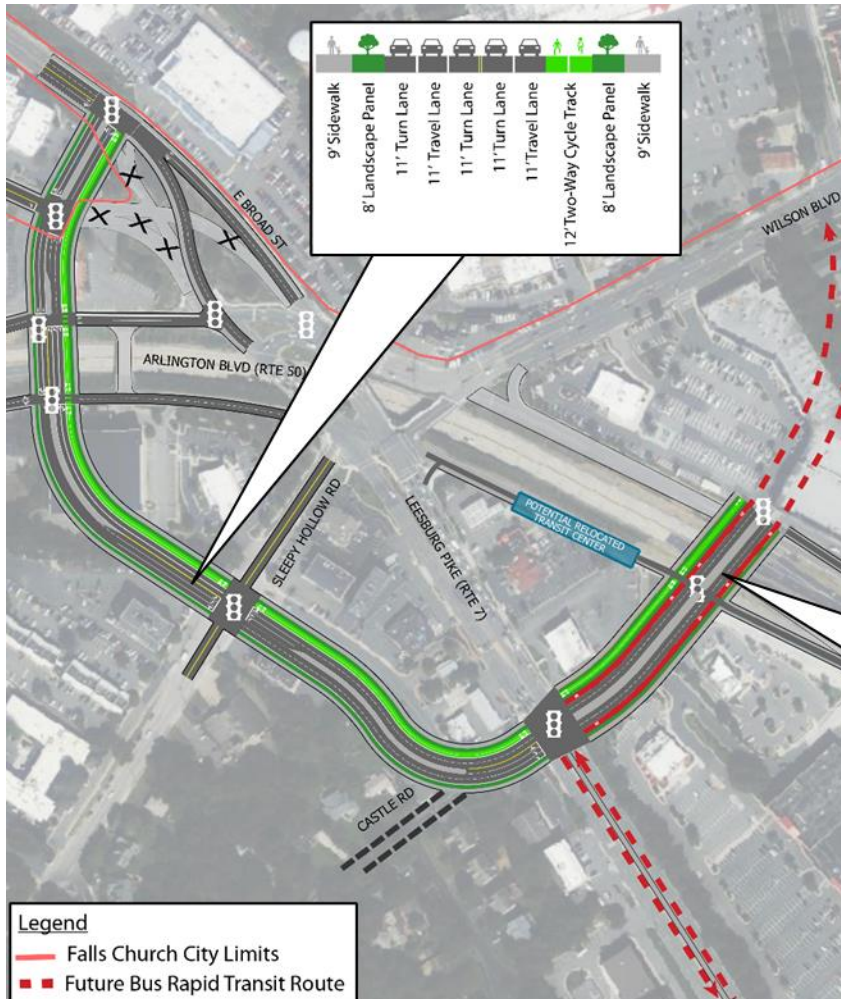 9' Sidewalk
8' Landscape Panel
11' Turn Lane
11' Travel Lane
11' Turn Lane
11' Turn Lane
11' Travel Lane
12' Two-Way Cycle Track
8' Landscape Panel
9' Sidewalk
WILSON BLVD
E BROAD ST
ARLINGTON BLVD (RTE 50)
SLEEPY HOLLOW RD
LEESBURG PIKE (RTE 7)
POTENTIAL RELOCATED
TRANSIT CENTER
CASTLE RD
Legend
Falls Church City Limits
Future Bus Rapid Transit Route